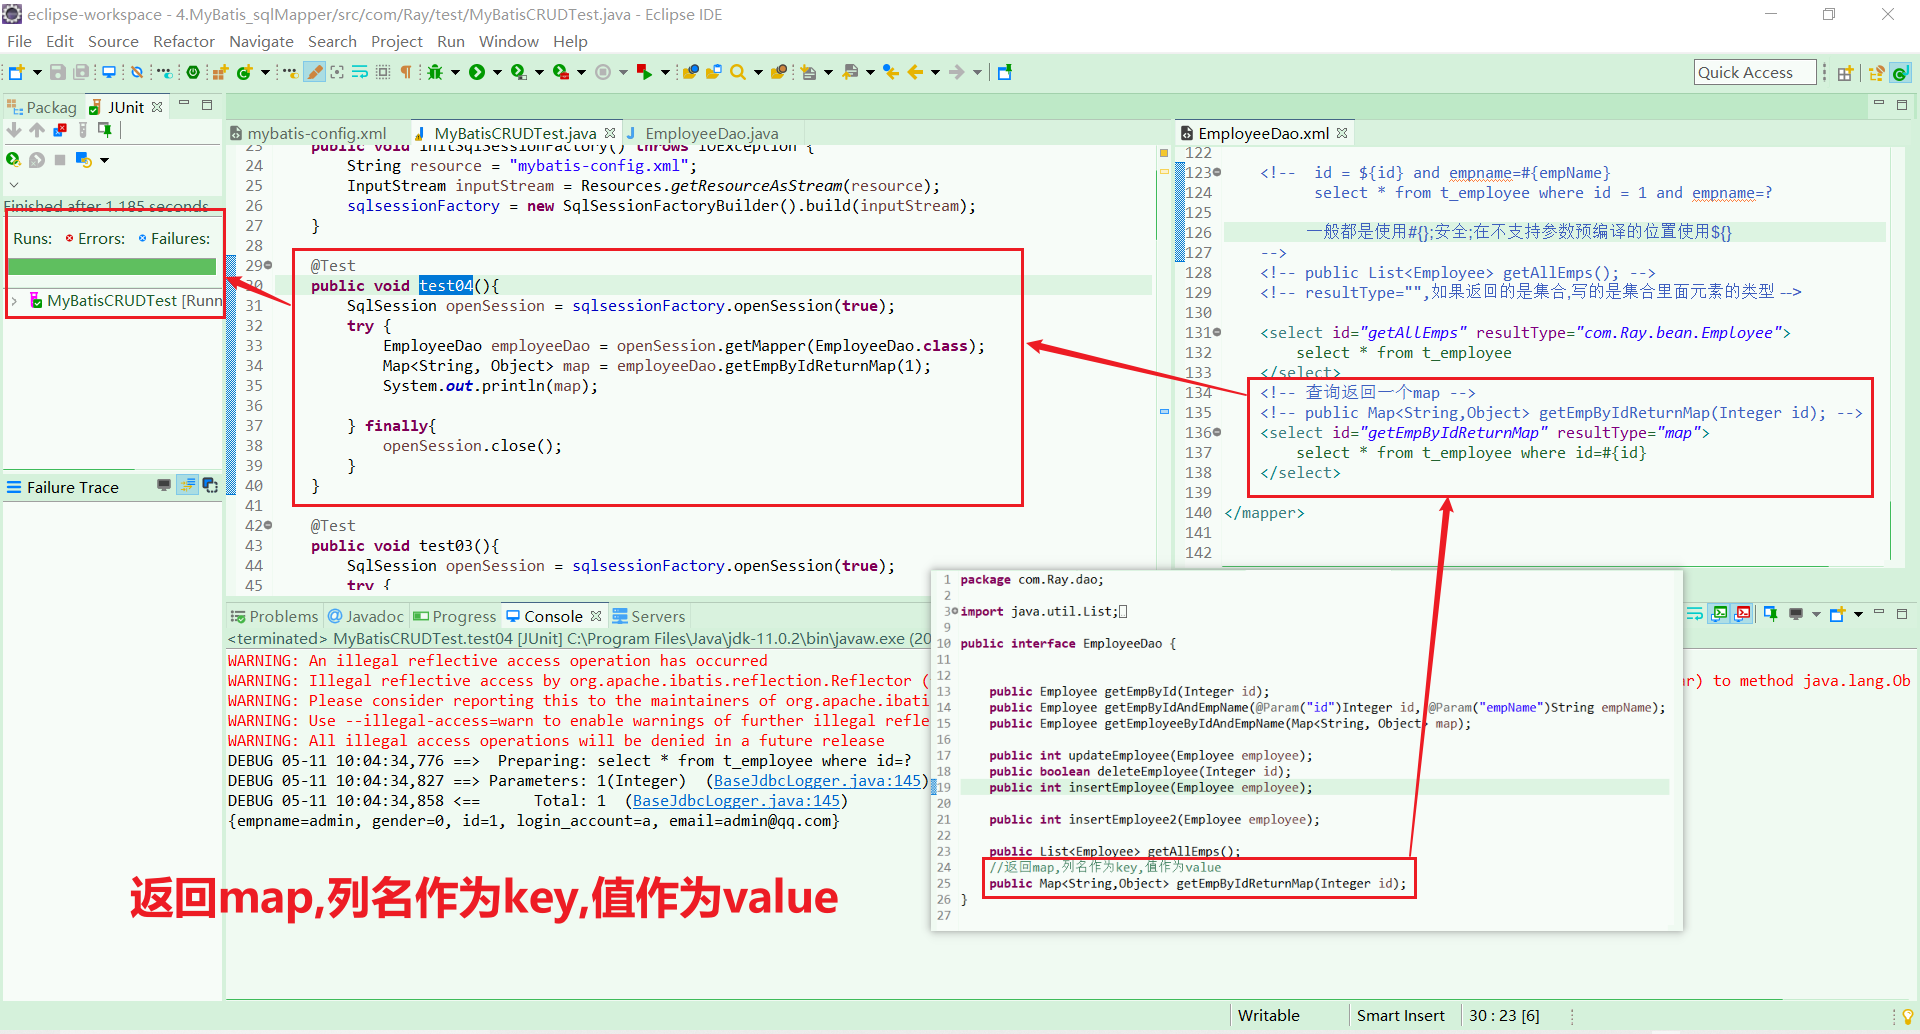 eclipse-workspace - 4.MyBatis_sqlMapper/src/com/Ray/test/MyBatisCRUDTest.java - Eclipse IDE
File Edit Source Refactor Navigate Search Project Run Window Help
Quick Access
Packag JUnit
Finished after 1.185 seconds
Runs: Errors: Failures:
MyBatisCRUDTest [Runn
Failure Trace
mybatis-config.xml MyBatisCRUDTest.java EmployeeDao.java
23 public void initSqlSessionFactory() throws IOException {
24 String resource = "mybatis-config.xml";
25 InputStream inputStream = Resources.getResourceAsStream(resource);
26 sqlsessionFactory = new SqlSessionFactoryBuilder().build(inputStream);
27 }
28
29 @Test
30 public void test04(){
31 SqlSession openSession = sqlsessionFactory.openSession(true);
32 try {
33 EmployeeDao employeeDao = openSession.getMapper(EmployeeDao.class);
34 Map<String, Object> map = employeeDao.getEmpByIdReturnMap(1);
35 System.out.println(map);
36
37 } finally{
38 openSession.close();
39 }
40 }
41
42 @Test
43 public void test03(){
44 SqlSession openSession = sqlsessionFactory.openSession(true);
45 try {
EmployeeDao.xml
122
123 <!-- id = ${id} and empname=#{empName}
124 select * from t_employee where id = 1 and empname=?
125
126 一般都是使用#{};安全;在不支持参数预编译的位置使用${}
127 -->
128 <!-- public List<Employee> getAllEmps(); -->
129 <!-- resultType="",如果返回的是集合,写的是集合里面元素的类型 -->
130
131 <select id="getAllEmps" resultType="com.Ray.bean.Employee">
132 select * from t_employee
133 </select>
134 <!-- 查询返回一个map -->
135 <!-- public Map<String,Object> getEmpByIdReturnMap(Integer id); -->
136 <select id="getEmpByIdReturnMap" resultType="map">
137 select * from t_employee where id=#{id}
138 </select>
139
140 </mapper>
141
142
Problems Javadoc Progress Console Servers
<terminated> MyBatisCRUDTest.test04 [JUnit] C:\Program Files\Java\jdk-11.0.2\bin\javaw.exe (20
WARNING: An illegal reflective access operation has occurred
WARNING: Illegal reflective access by org.apache.ibatis.reflection.Reflector ( r) to method java.lang.Ob
WARNING: Please consider reporting this to the maintainers of org.apache.ibati
WARNING: Use --illegal-access=warn to enable warnings of further illegal refle
WARNING: All illegal access operations will be denied in a future release
DEBUG 05-11 10:04:34,776 ==>  Preparing: select * from t_employee where id=?
DEBUG 05-11 10:04:34,827 ==> Parameters: 1(Integer) (BaseJdbcLogger.java:145)
DEBUG 05-11 10:04:34,858 <==      Total: 1 (BaseJdbcLogger.java:145)
{empname=admin, gender=0, id=1, login_account=a, email=admin@qq.com}
返回map,列名作为key,值作为value
1 package com.Ray.dao;
2
3 import java.util.List;
9
10 public interface EmployeeDao {
11
12
13 public Employee getEmpById(Integer id);
14 public Employee getEmpByIdAndEmpName(@Param("id")Integer id, @Param("empName")String empName);
15 public Employee getEmployeeByIdAndEmpName(Map<String, Object> map);
16
17 public int updateEmployee(Employee employee);
18 public boolean deleteEmployee(Integer id);
19 public int insertEmployee(Employee employee);
20
21 public int insertEmployee2(Employee employee);
22
23 public List<Employee> getAllEmps();
24 //返回map,列名作为key,值作为value
25 public Map<String,Object> getEmpByIdReturnMap(Integer id);
26 }
27
Writable Smart Insert 30 : 23 [6]